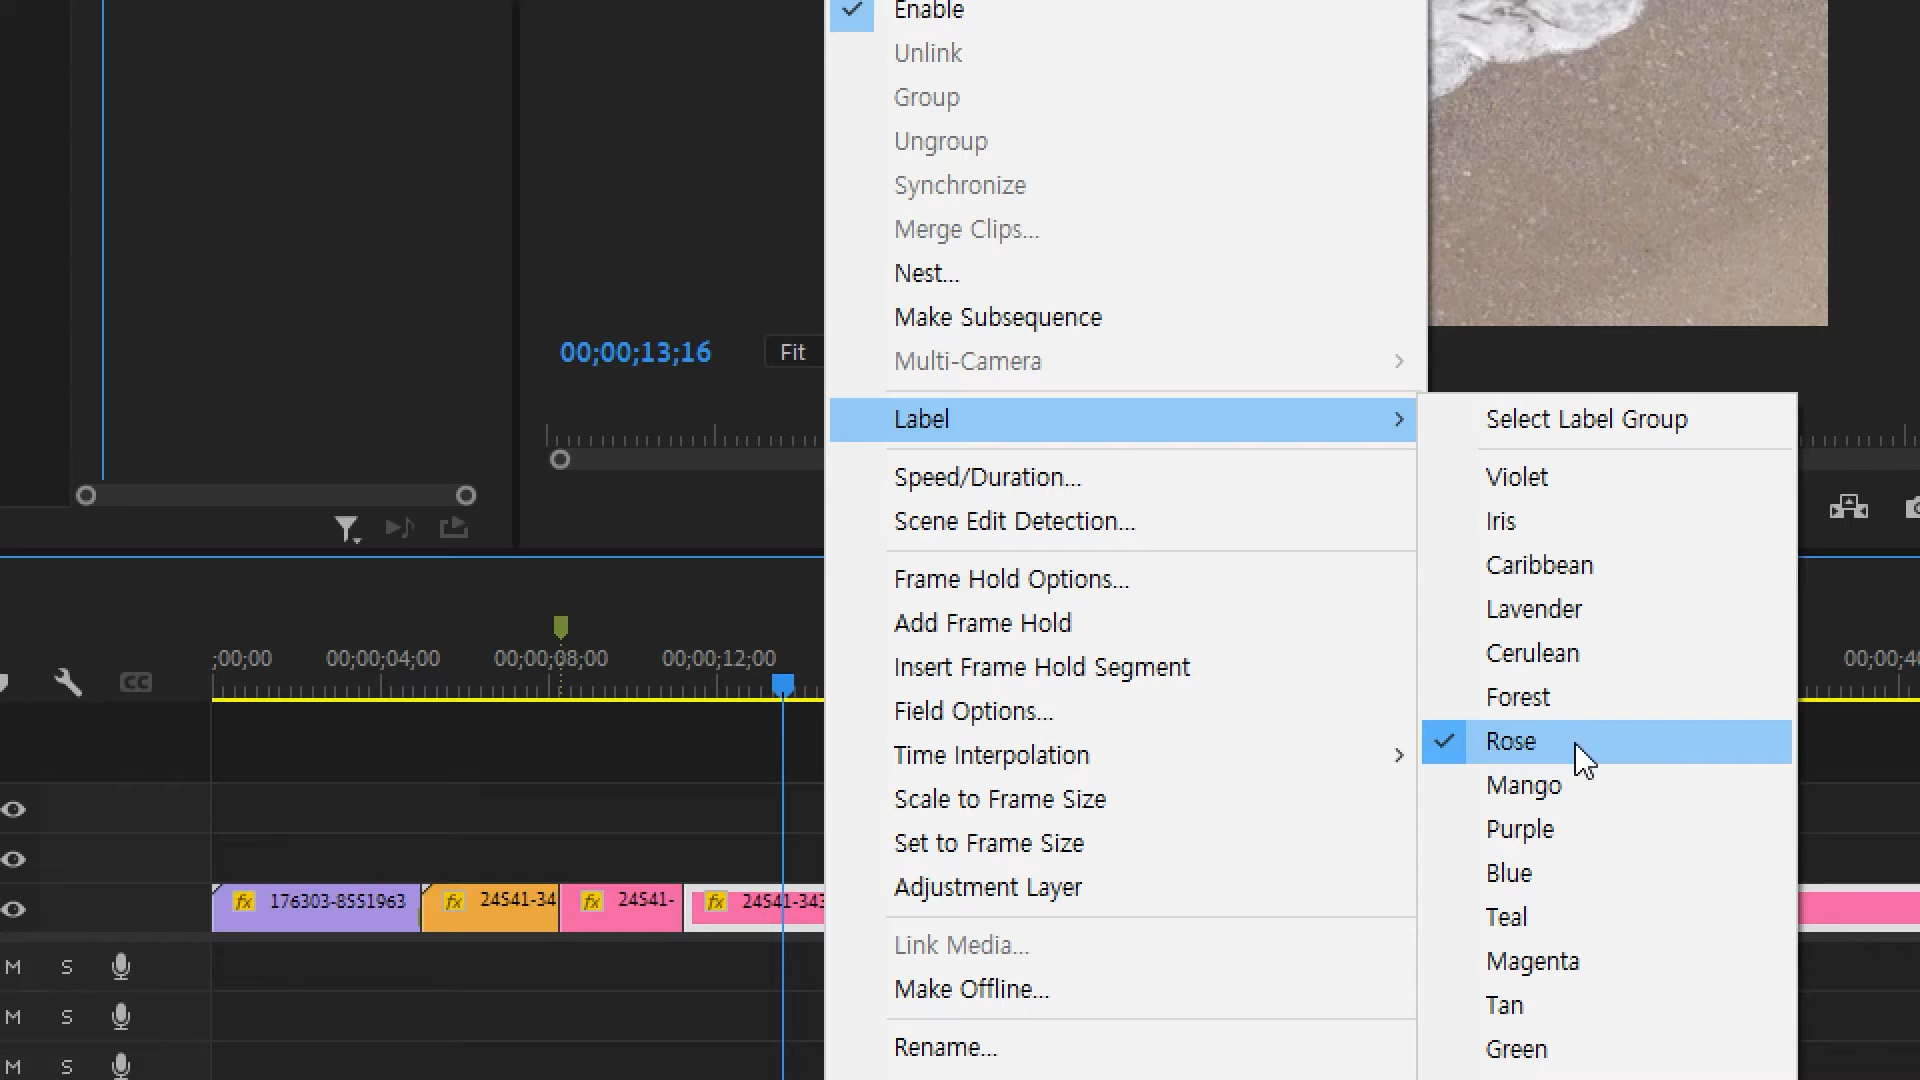 Enable
Unlink
Group
Ungroup
Synchronize
Merge Clips...
Nest...
Make Subsequence
Multi-Camera
Label
Speed/Duration...
Scene Edit Detection...
Frame Hold Options...
Add Frame Hold
Insert Frame Hold Segment
Field Options...
Time Interpolation
Scale to Frame Size
Set to Frame Size
Adjustment Layer
Link Media...
Make Offline...
Rename...
Select Label Group
Violet
Iris
Caribbean
Lavender
Cerulean
Forest
Rose
Mango
Purple
Blue
Teal
Magenta
Tan
Green
00;00;13;16
Fit
;00;00 00;00;04;00 00;00;08;00 00;00;12;00
00;00;40
CC
fx 176303-8551963 fx 24541-34 fx 24541- fx 24541-343
M S
M S
M S